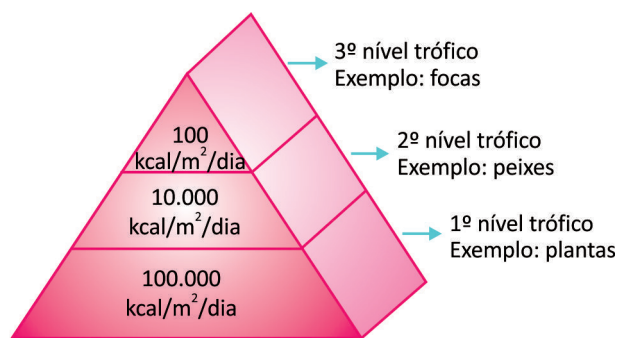 3º nível trófico
Exemplo: focas
100
kcal/m²/dia
2º nível trófico
Exemplo: peixes
10.000
kcal/m²/dia
1º nível trófico
Exemplo: plantas
100.000
kcal/m²/dia